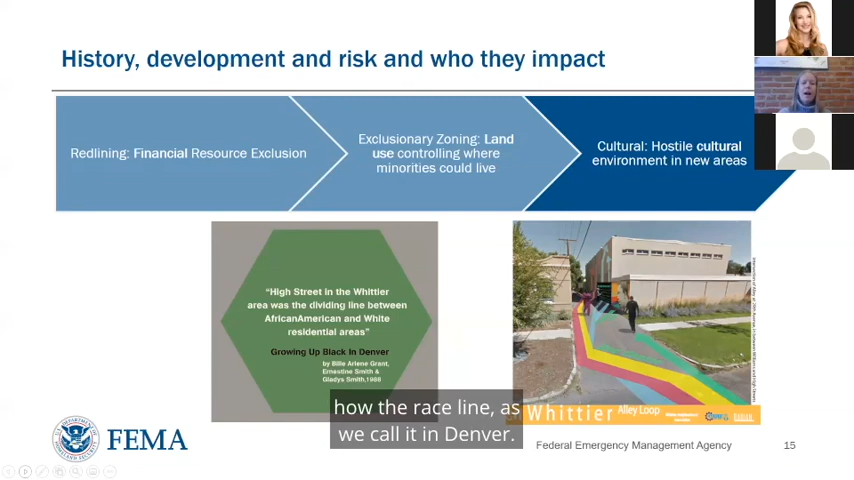 History, development and risk and who they impact
Redlining: Financial Resource Exclusion
Exclusionary Zoning: Land
use controlling where
minorities could live
Cultural: Hostile cultural
environment in new areas
"High Street in the Whittier
area was the dividing line between
AfricanAmerican and White
residential areas"
Growing Up Black In Denver
by Billie Arlene Grant,
Ernestine Smith &
Gladys Smith,1988
Whittier Alley Loop
how the race line, as
we call it in Denver.
FEMA
Federal Emergency Management Agency
15